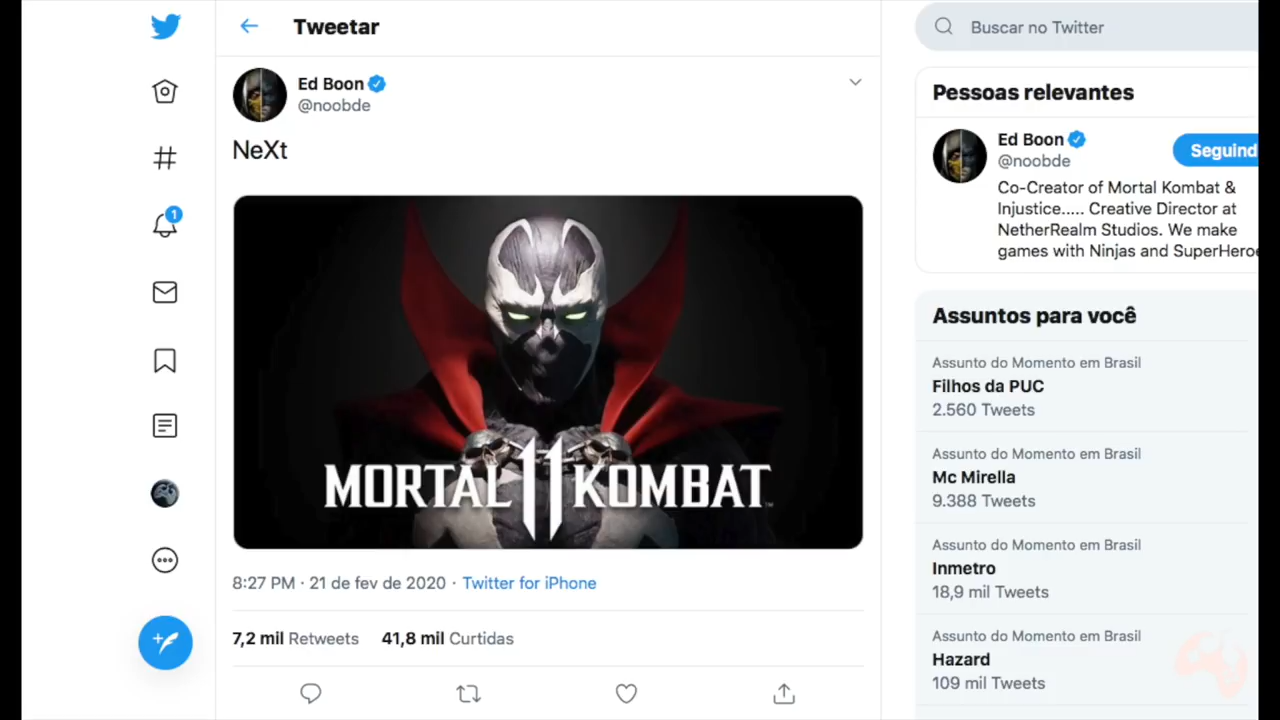 Tweetar
Ed Boon
@noobde
NeXt
MORTAL 11 KOMBAT
8:27 PM · 21 de fev de 2020 · Twitter for iPhone
7,2 mil Retweets 41,8 mil Curtidas
1
Buscar no Twitter
Pessoas relevantes
Ed Boon
@noobde
Seguind
Co-Creator of Mortal Kombat &
Injustice..... Creative Director at
NetherRealm Studios. We make
games with Ninjas and SuperHeroe
Assuntos para você
Assunto do Momento em Brasil
Filhos da PUC
2.560 Tweets
Assunto do Momento em Brasil
Mc Mirella
9.388 Tweets
Assunto do Momento em Brasil
Inmetro
18,9 mil Tweets
Assunto do Momento em Brasil
Hazard
109 mil Tweets